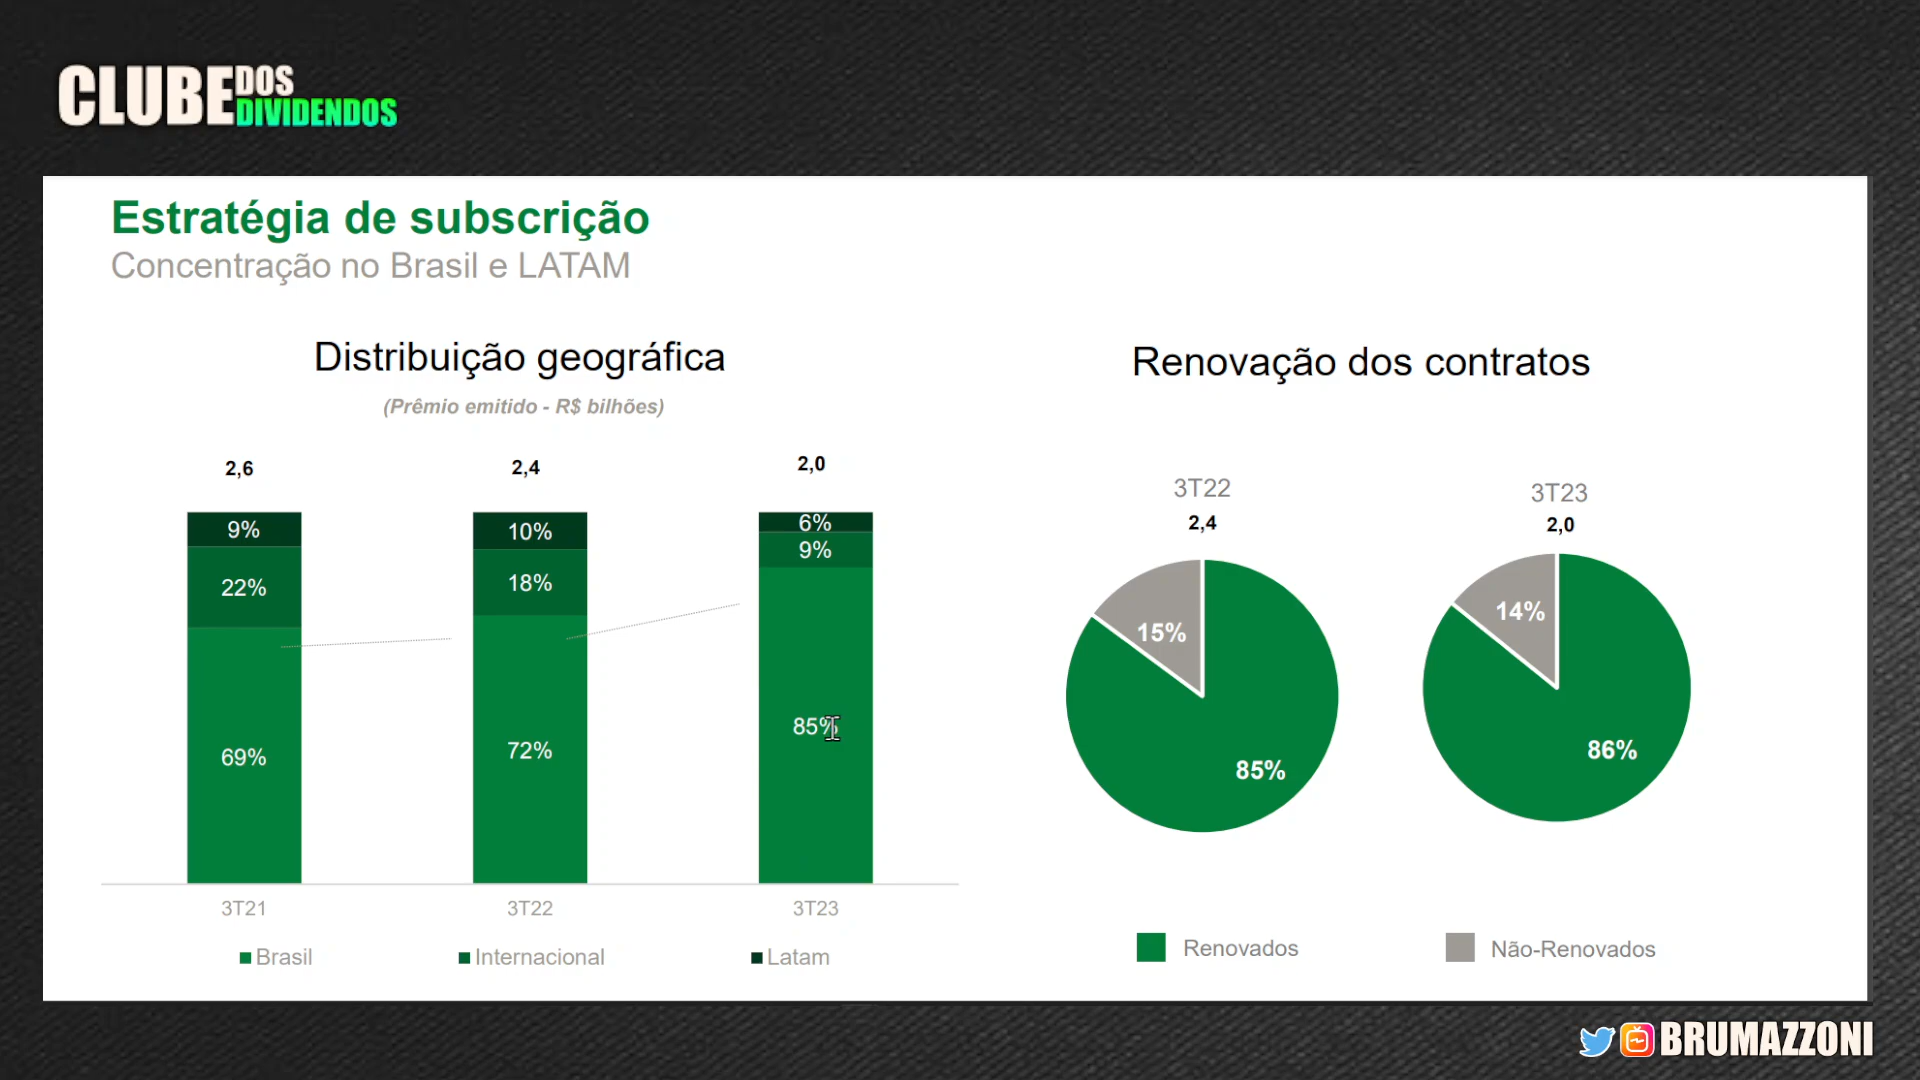 CLUBE DOS DIVIDENDOS
Estratégia de subscrição
Concentração no Brasil e LATAM
Distribuição geográfica
(Prêmio emitido - R$ bilhões)
2,6
2,4
2,0
9%
10%
6%
22%
18%
9%
69%
72%
85%
3T21
3T22
3T23
Brasil
Internacional
Latam
Renovação dos contratos
3T22
2,4
15%
85%
3T23
2,0
14%
86%
Renovados
Não-Renovados
BRUMAZZONI